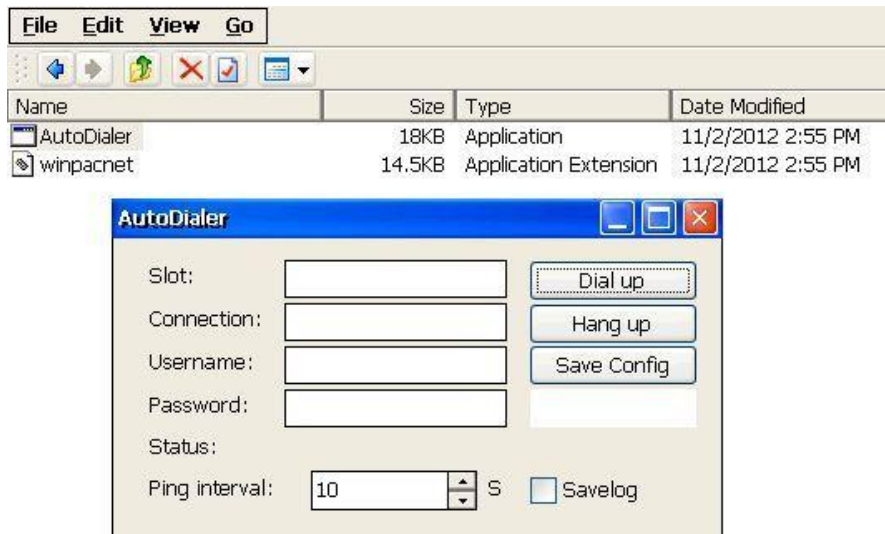 File Edit View Go
Name Size Type Date Modified
AutoDialer 18KB Application 11/2/2012 2:55 PM
winpacnet 14.5KB Application Extension 11/2/2012 2:55 PM
AutoDialer
Slot: Dial up
Connection: Hang up
Username: Save Config
Password:
Status:
Ping interval: 10 S Savelog